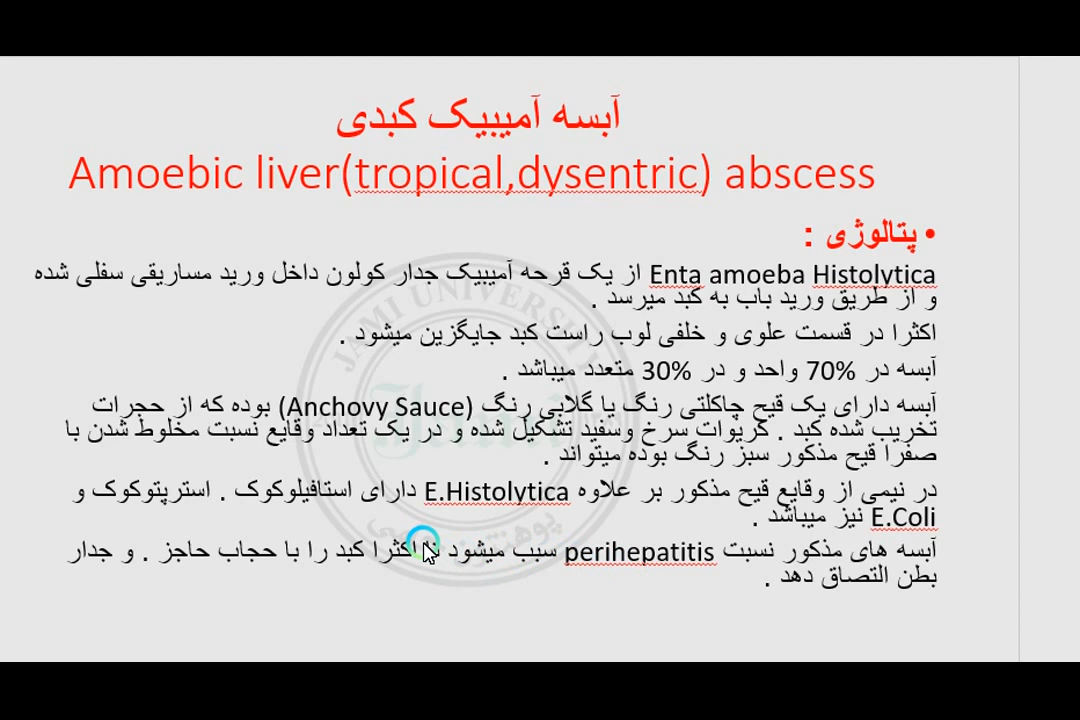 آبسه آمیبیک کبدی
Amoebic liver(tropical,dysentric) abscess
• پتالوژی :
Enta amoeba Histolytica از یک قرحه آمیبیک جدار کولون داخل ورید مساریقی سفلی شده
و از طریق ورید باب به کبد میرسد .
اکثرا در قسمت علوی و خلفی لوب راست کبد جایگزین میشود .
آبسه در 70% واحد و در 30% متعدد میباشد .
آبسه دارای یک قیح چاکلتی رنگ یا گلابی رنگ (Anchovy Sauce) بوده که از حجرات
تخریب شده کبد . کریوات سرخ وسفید تشکیل شده و در یک تعداد وقایع نسبت مخلوط شدن با
صفرا قیح مذکور سبز رنگ بوده میتواند .
در نیمی از وقایع قیح مذکور بر علاوه E.Histolytica دارای استافیلوکوک . استرپتوکوک و
E.Coli نیز میباشد .
آبسه های مذکور نسبت perihepatitis سبب میشود تا اکثرا کبد را با حجاب حاجز . و جدار
بطن التصاق دهد .
JAMI UNIVERSITY
Jami